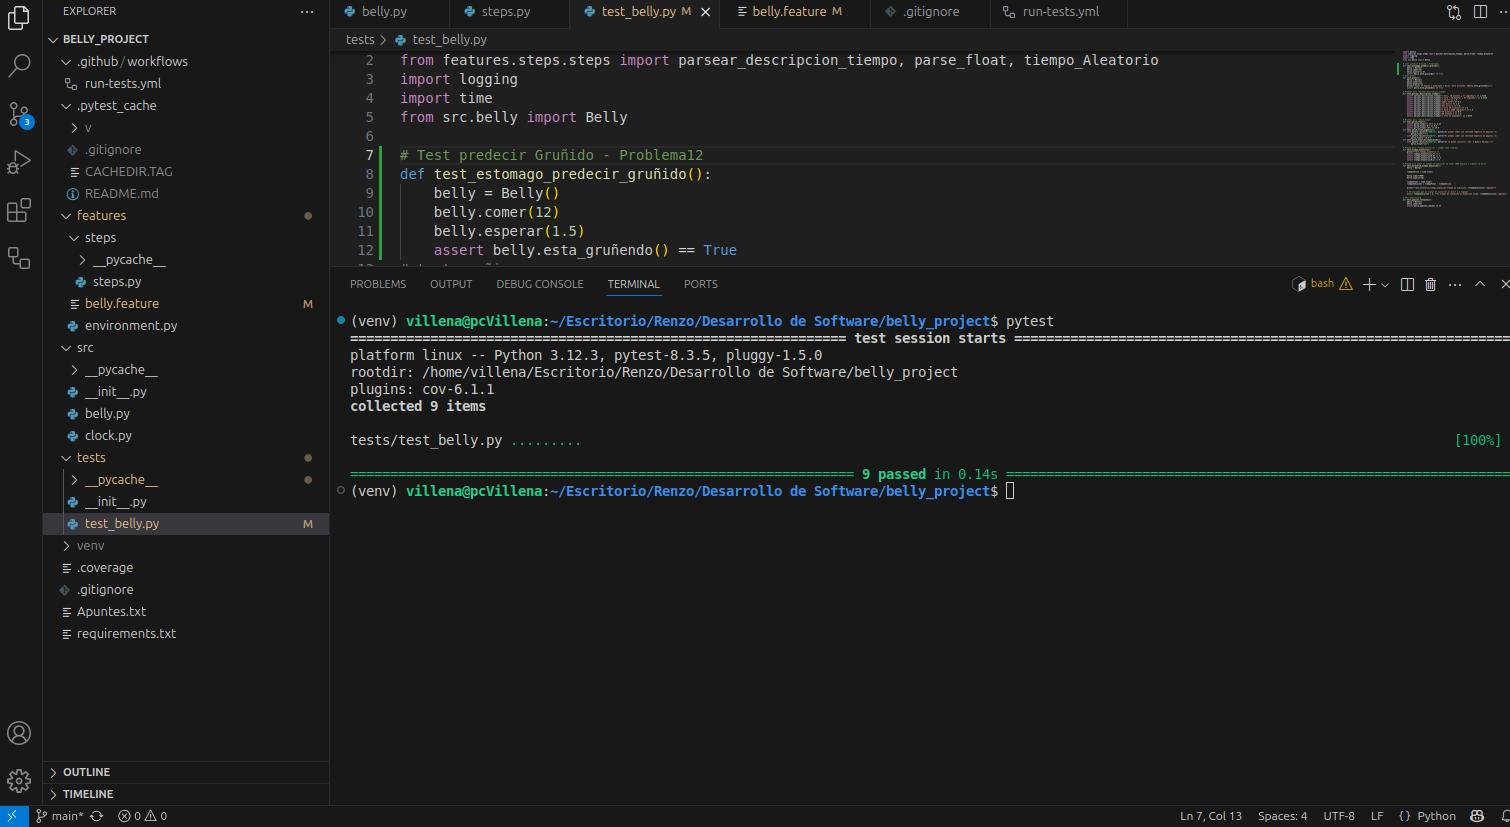 EXPLORER
BELLY_PROJECT
.github / workflows
run-tests.yml
.pytest_cache
v
.gitignore
CACHEDIR.TAG
README.md
features
steps
__pycache__
steps.py
belly.feature M
environment.py
src
__pycache__
__init__.py
belly.py
clock.py
tests
__pycache__
__init__.py
test_belly.py M
venv
.coverage
.gitignore
Apuntes.txt
requirements.txt
OUTLINE
TIMELINE
3
belly.py steps.py test_belly.py M belly.feature M .gitignore run-tests.yml
tests > test_belly.py
2 from features.steps.steps import parsear_descripcion_tiempo, parse_float, tiempo_Aleatorio
3 import logging
4 import time
5 from src.belly import Belly
6
7 # Test predecir Gruñido - Problema12
8 def test_estomago_predecir_gruñido():
9 belly = Belly()
10 belly.comer(12)
11 belly.esperar(1.5)
12 assert belly.esta_gruñendo() == True
PROBLEMS OUTPUT DEBUG CONSOLE TERMINAL PORTS
bash
(venv) villena@pcVillena:~/Escritorio/Renzo/Desarrollo de Software/belly_project$ pytest
test session starts
platform linux -- Python 3.12.3, pytest-8.3.5, pluggy-1.5.0
rootdir: /home/villena/Escritorio/Renzo/Desarrollo de Software/belly_project
plugins: cov-6.1.1
collected 9 items
tests/test_belly.py ......... [100%]
9 passed in 0.14s
(venv) villena@pcVillena:~/Escritorio/Renzo/Desarrollo de Software/belly_project$
main* 0 0 Ln 7, Col 13 Spaces: 4 UTF-8 LF {} Python